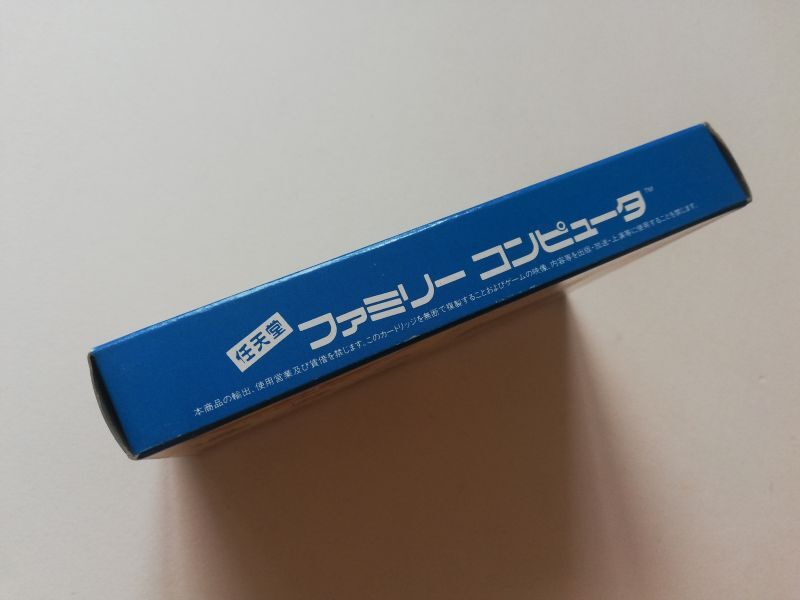 任天堂 ファミリー コンピュータ™
本商品の輸出、使用営業及び賃借を禁じます。このカートリッジを無断で複製することおよびゲームの映像、内容等を出版・放送・上演等に使用することを禁じます。